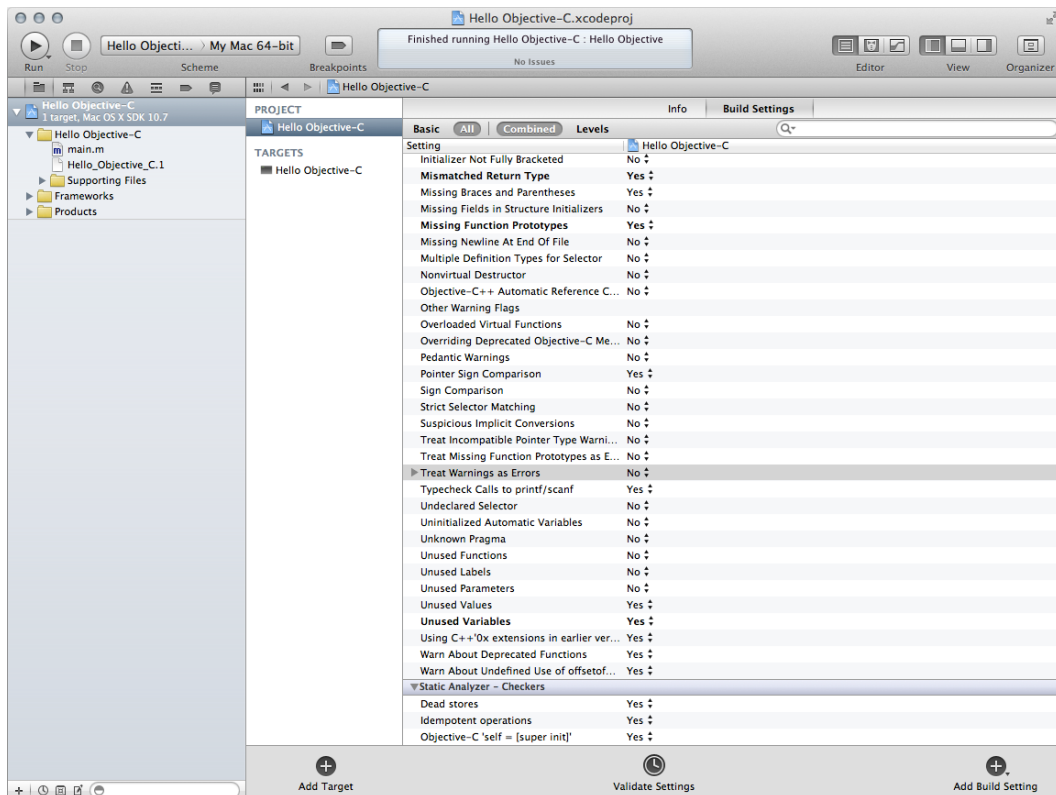 Hello Objective-C.xcodeproj
Run
Stop
Hello Objecti... My Mac 64-bit
Scheme
Breakpoints
Finished running Hello Objective-C : Hello Objective
No Issues
Editor
View
Organizer
Hello Objective-C
1 target, Mac OS X SDK 10.7
Hello Objective-C
main.m
Hello_Objective_C.1
Supporting Files
Frameworks
Products
Hello Objective-C
PROJECT
Hello Objective-C
TARGETS
Hello Objective-C
Info Build Settings
Basic All Combined Levels
Setting Hello Objective-C
Initializer Not Fully Bracketed No
Mismatched Return Type Yes
Missing Braces and Parentheses Yes
Missing Fields in Structure Initializers No
Missing Function Prototypes Yes
Missing Newline At End Of File No
Multiple Definition Types for Selector No
Nonvirtual Destructor No
Objective-C++ Automatic Reference C... No
Other Warning Flags
Overloaded Virtual Functions No
Overriding Deprecated Objective-C Me... No
Pedantic Warnings No
Pointer Sign Comparison Yes
Sign Comparison No
Strict Selector Matching No
Suspicious Implicit Conversions No
Treat Incompatible Pointer Type Warni... No
Treat Missing Function Prototypes as E... No
Treat Warnings as Errors No
Typecheck Calls to printf/scanf Yes
Undeclared Selector No
Uninitialized Automatic Variables No
Unknown Pragma No
Unused Functions No
Unused Labels No
Unused Parameters No
Unused Values Yes
Unused Variables Yes
Using C++'0x extensions in earlier ver... Yes
Warn About Deprecated Functions Yes
Warn About Undefined Use of offsetof... Yes
Static Analyzer - Checkers
Dead stores Yes
Idempotent operations Yes
Objective-C 'self = [super init]' Yes
Add Target
Validate Settings
Add Build Setting